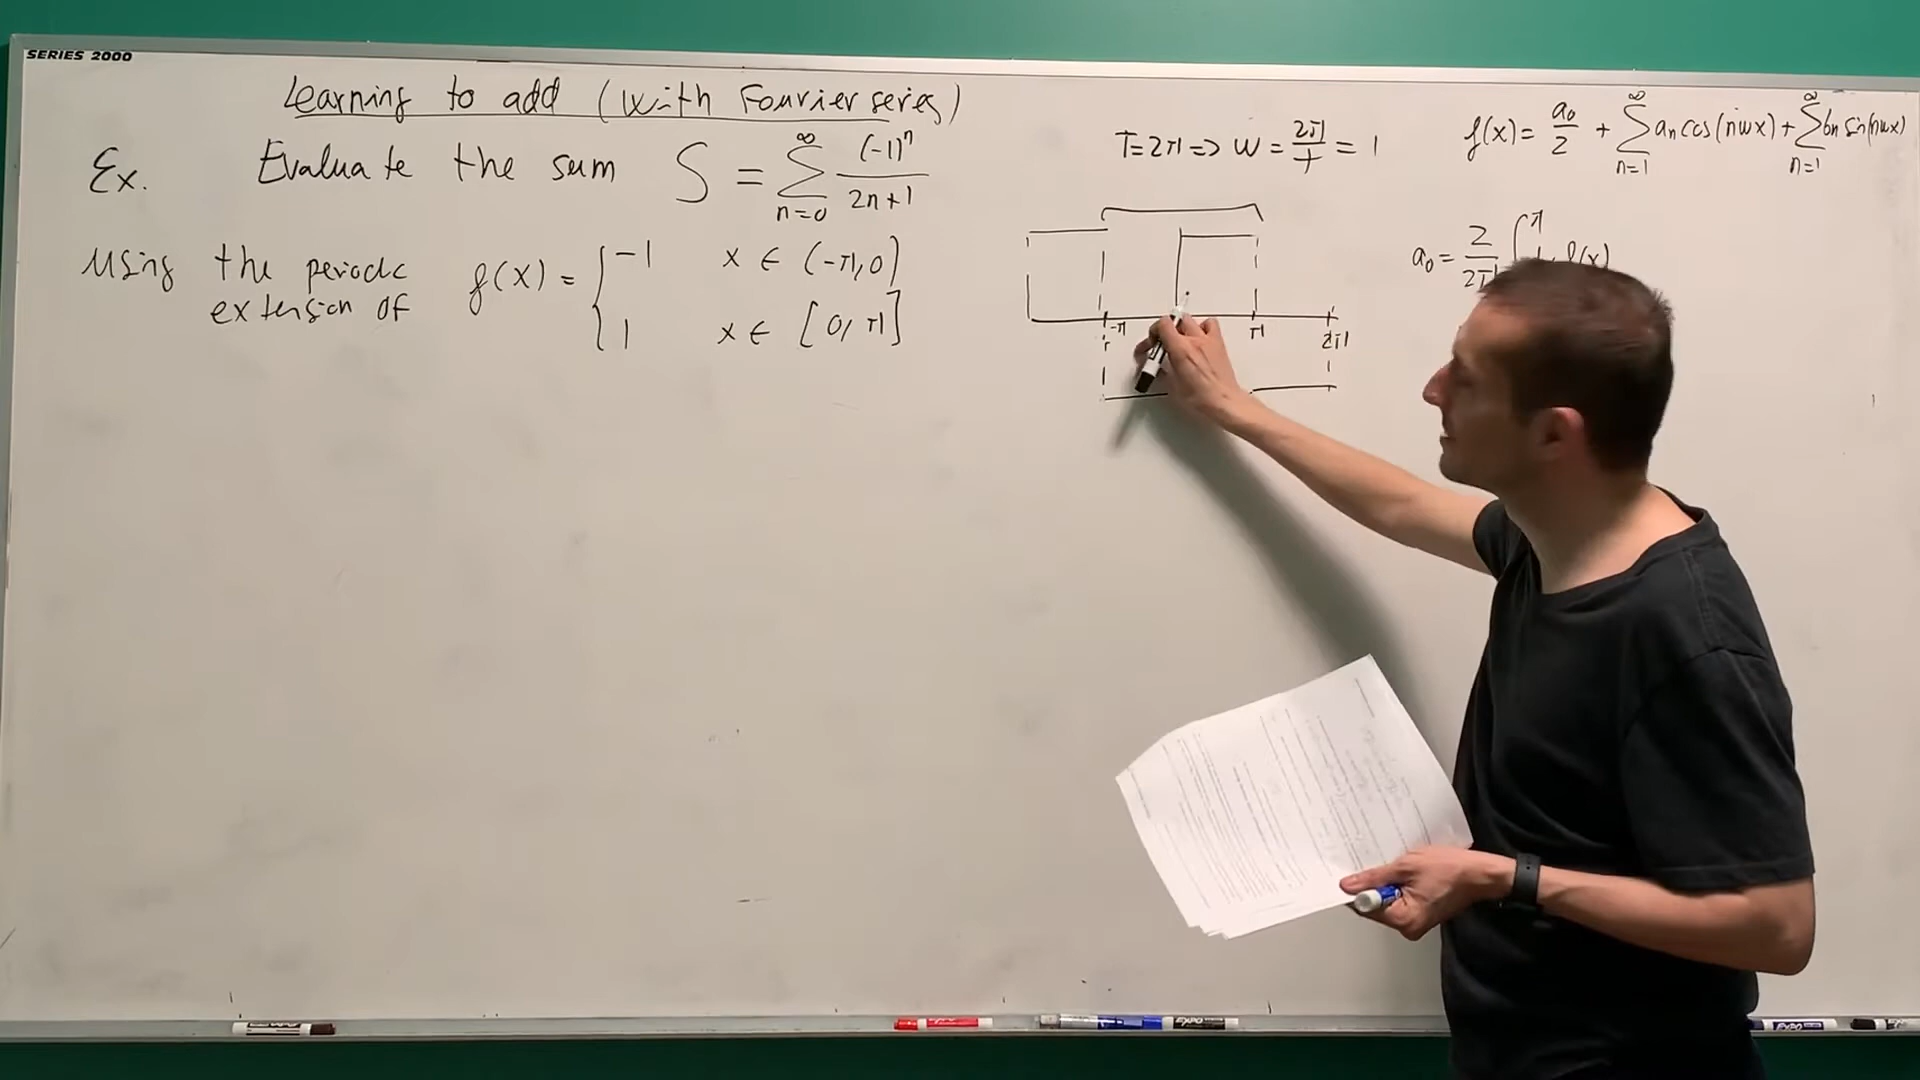 SERIES 2000
Learning to add (with Fourier series)
Ex. Evaluate the sum S = ∑_{n=0}^{∞} (-1)^n / (2n+1)
Using the periodic extension of f(x) = { -1 x ∈ (-π,0)
1 x ∈ [0,π]
T=2π => ω = 2π/T = 1
f(x) = a₀/2 + ∑_{n=1}^{∞} aₙ cos(nωx) + ∑_{n=1}^{∞} bₙ sin(nωx)
-π π 2π
a₀ = 2/2π ∫ π f(x)
EXPO